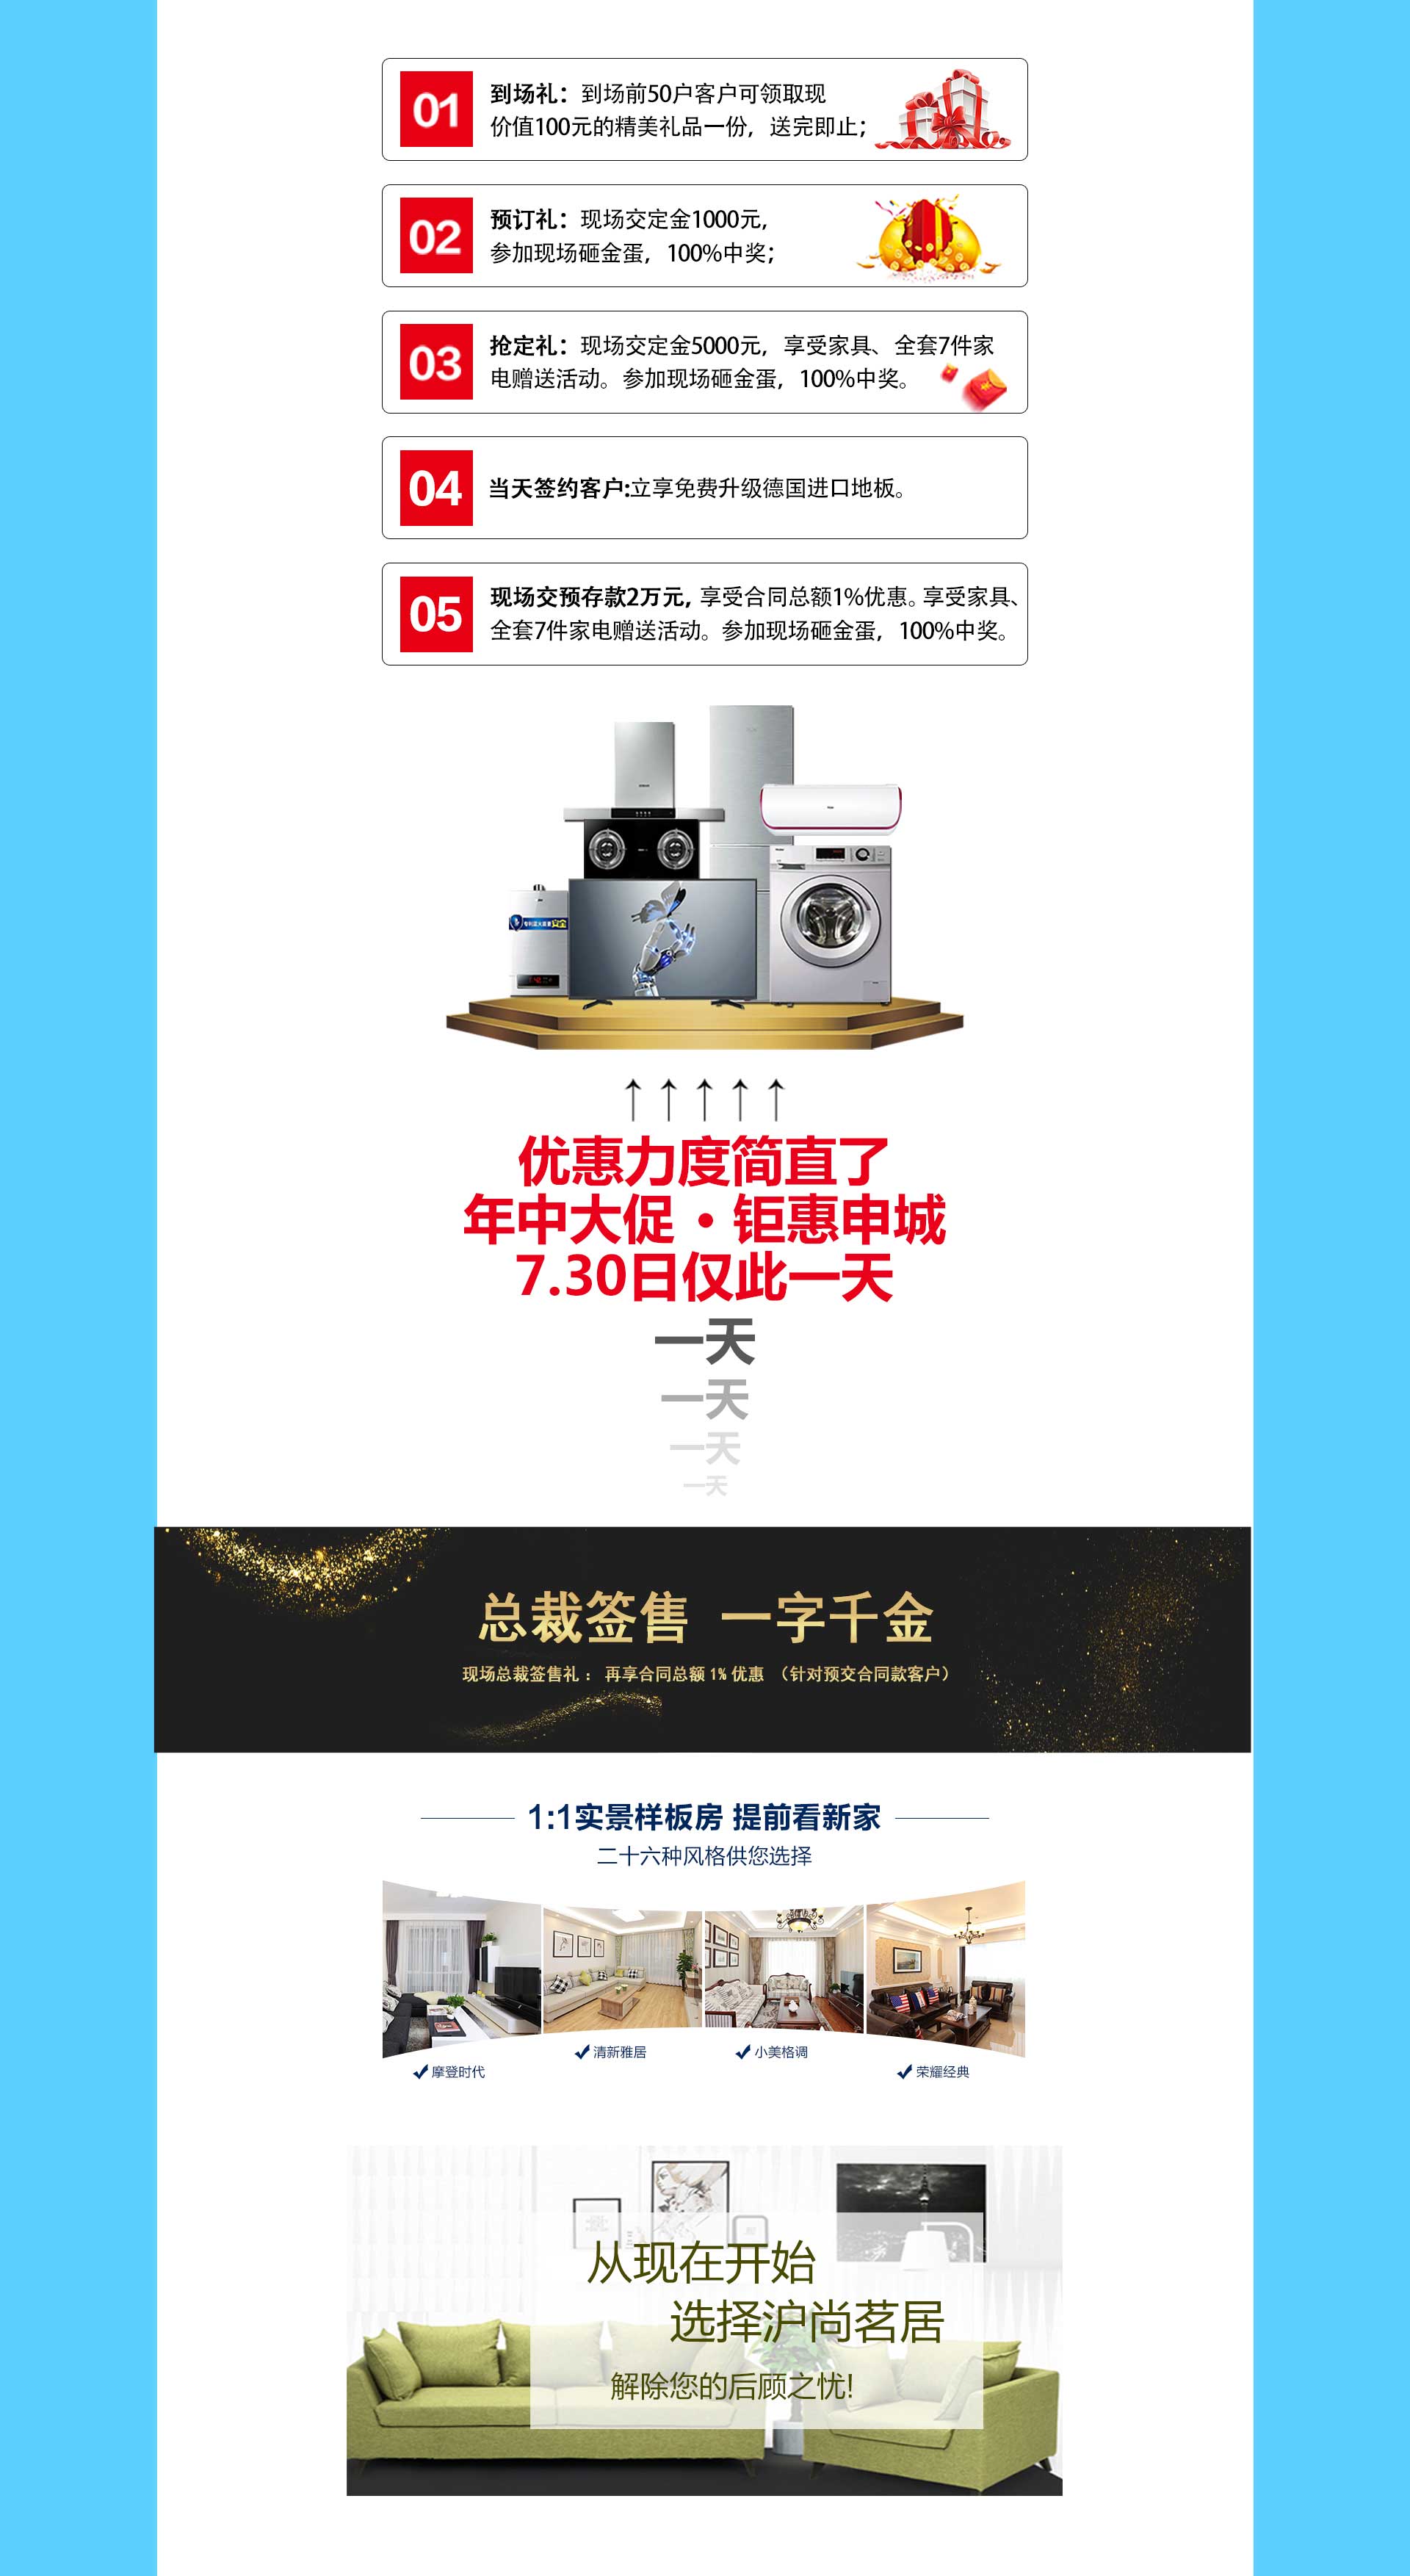 01
到场礼：到场前50户客户可领取现
价值100元的精美礼品一份，送完即止；
02
预订礼：现场交定金1000元，
参加现场砸金蛋，100%中奖；
03
抢定礼：现场交定金5000元，享受家具、全套7件家
电赠送活动。参加现场砸金蛋，100%中奖。
04
当天签约客户:立享免费升级德国进口地板。
05
现场交预存款2万元, 享受合同总额1%优惠。享受家具、
全套7件家电赠送活动。参加现场砸金蛋，100%中奖。
优惠力度简直了
年中大促·钜惠申城
7.30日仅此一天
一天
一天
一天
一天
总裁签售 一字千金
现场总裁签售礼：再享合同总额1%优惠（针对预交合同款客户）
1:1实景样板房 提前看新家
二十六种风格供您选择
清新雅居
小美格调
摩登时代
荣耀经典
从现在开始
选择沪尚茗居
解除您的后顾之忧!